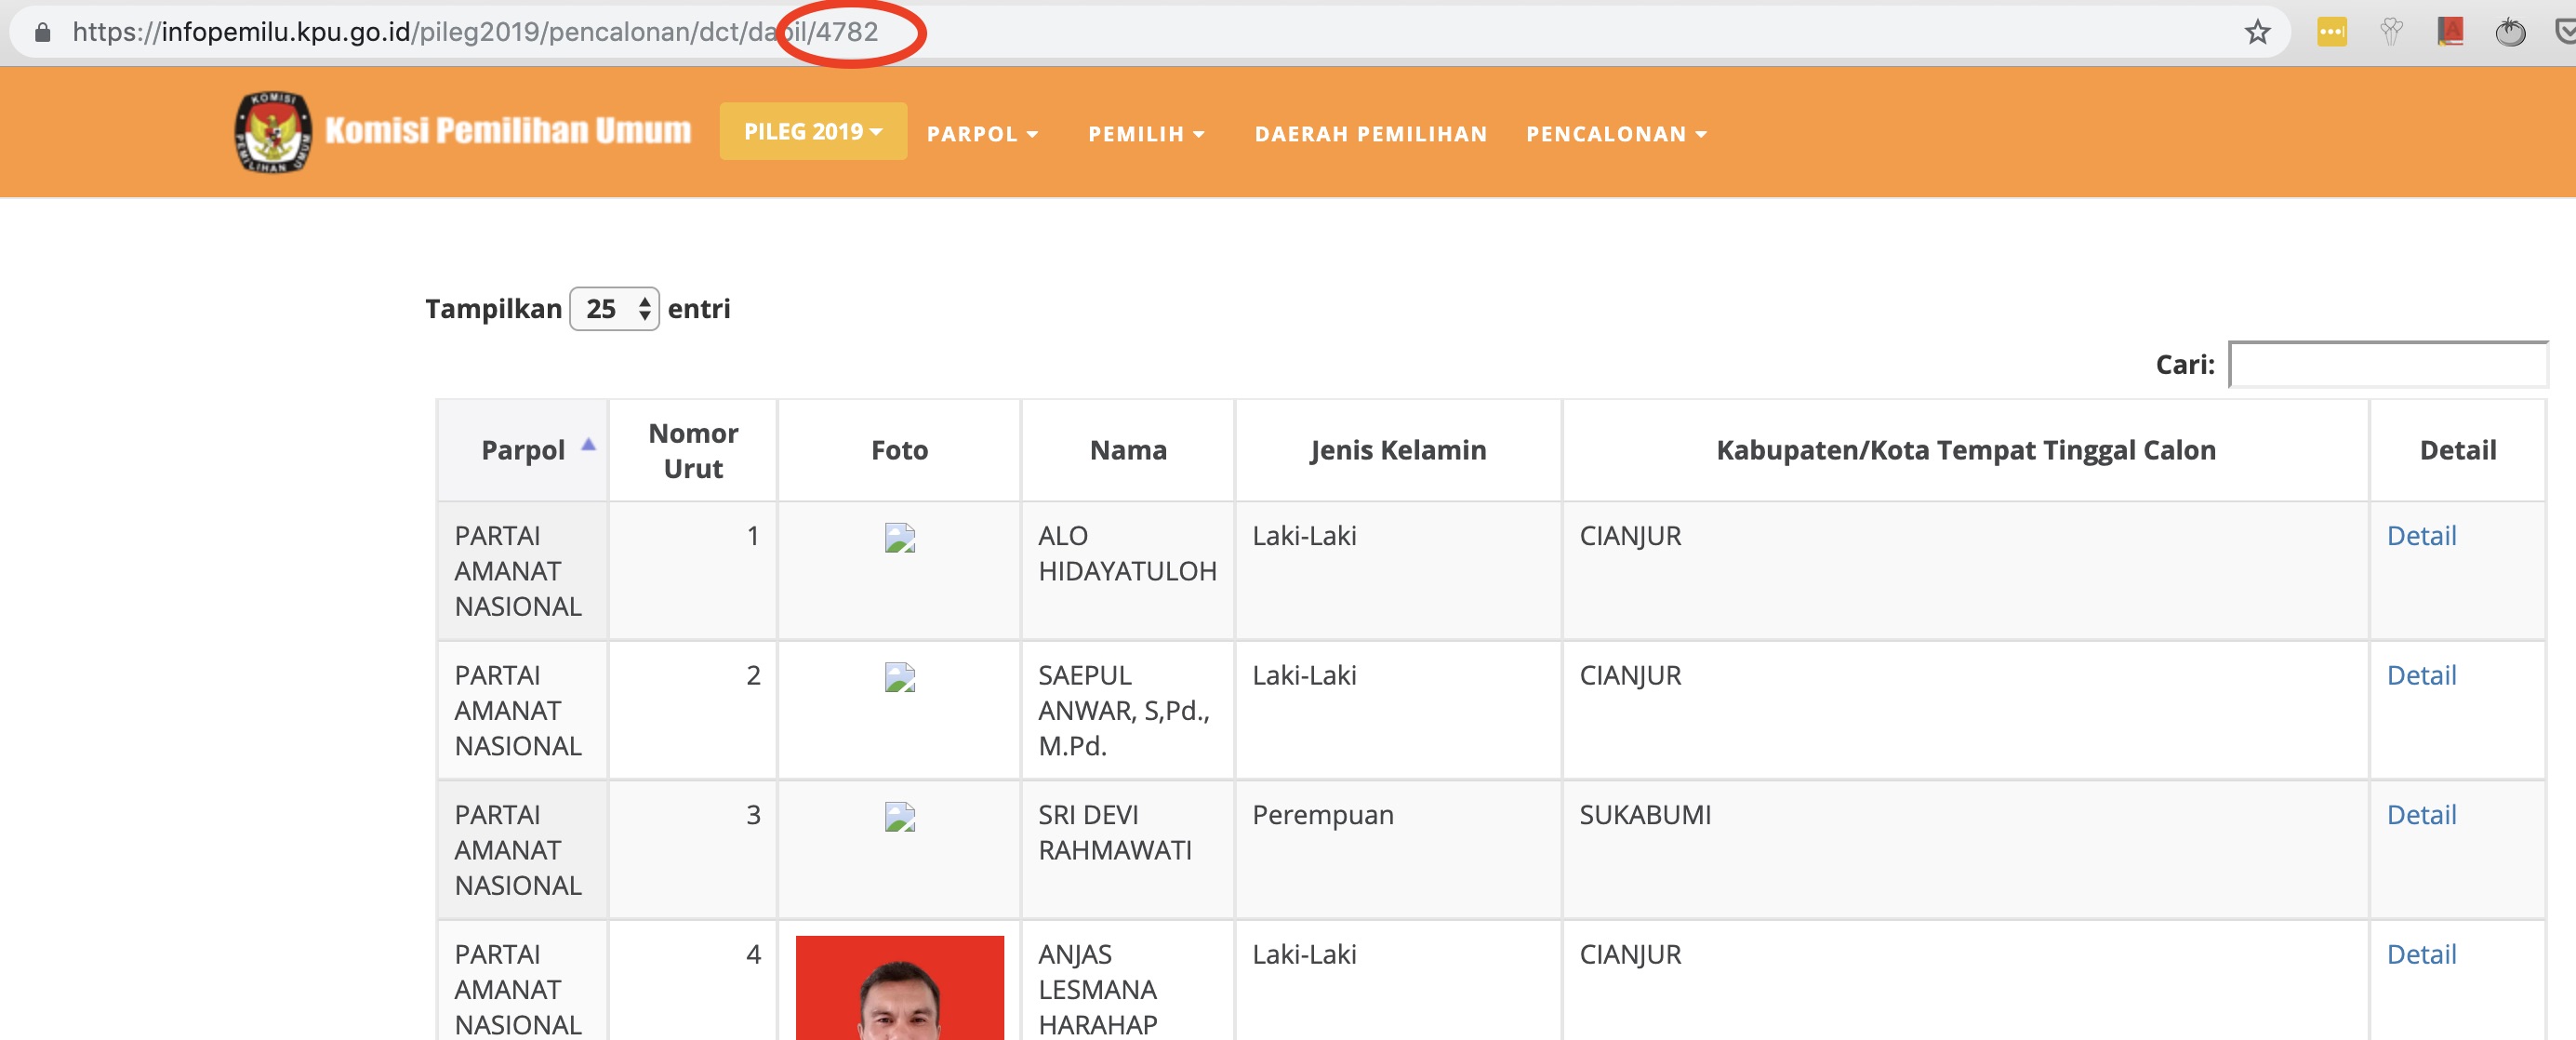 https://infopemilu.kpu.go.id/pileg2019/pencalonan/dct/dapil/4782
KOMISI
PEMILIHAN UMUM
Komisi Pemilihan Umum
PILEG 2019
PARPOL
PEMILIH
DAERAH PEMILIHAN
PENCALONAN
Tampilkan 25 entri
Cari:
Parpol
Nomor
Urut
Foto
Nama
Jenis Kelamin
Kabupaten/Kota Tempat Tinggal Calon
Detail
PARTAI
AMANAT
NASIONAL
1
ALO
HIDAYATULOH
Laki-Laki
CIANJUR
Detail
PARTAI
AMANAT
NASIONAL
2
SAEPUL
ANWAR, S,Pd.,
M.Pd.
Laki-Laki
CIANJUR
Detail
PARTAI
AMANAT
NASIONAL
3
SRI DEVI
RAHMAWATI
Perempuan
SUKABUMI
Detail
PARTAI
AMANAT
NASIONAL
4
ANJAS
LESMANA
HARAHAP
Laki-Laki
CIANJUR
Detail